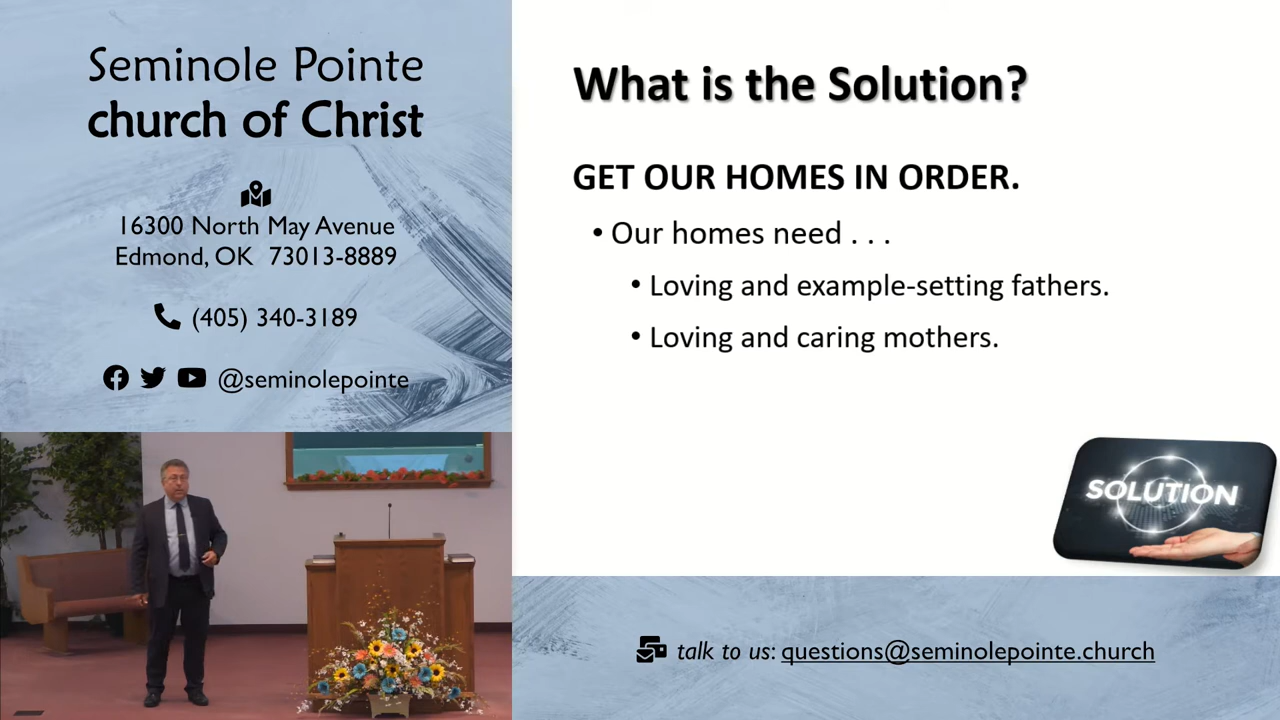 Seminole Pointe
church of Christ
16300 North May Avenue
Edmond, OK 73013-8889
(405) 340-3189
@seminolepointe
What is the Solution?
GET OUR HOMES IN ORDER.
• Our homes need . . .
• Loving and example-setting fathers.
• Loving and caring mothers.
SOLUTION
talk to us: questions@seminolepointe.church